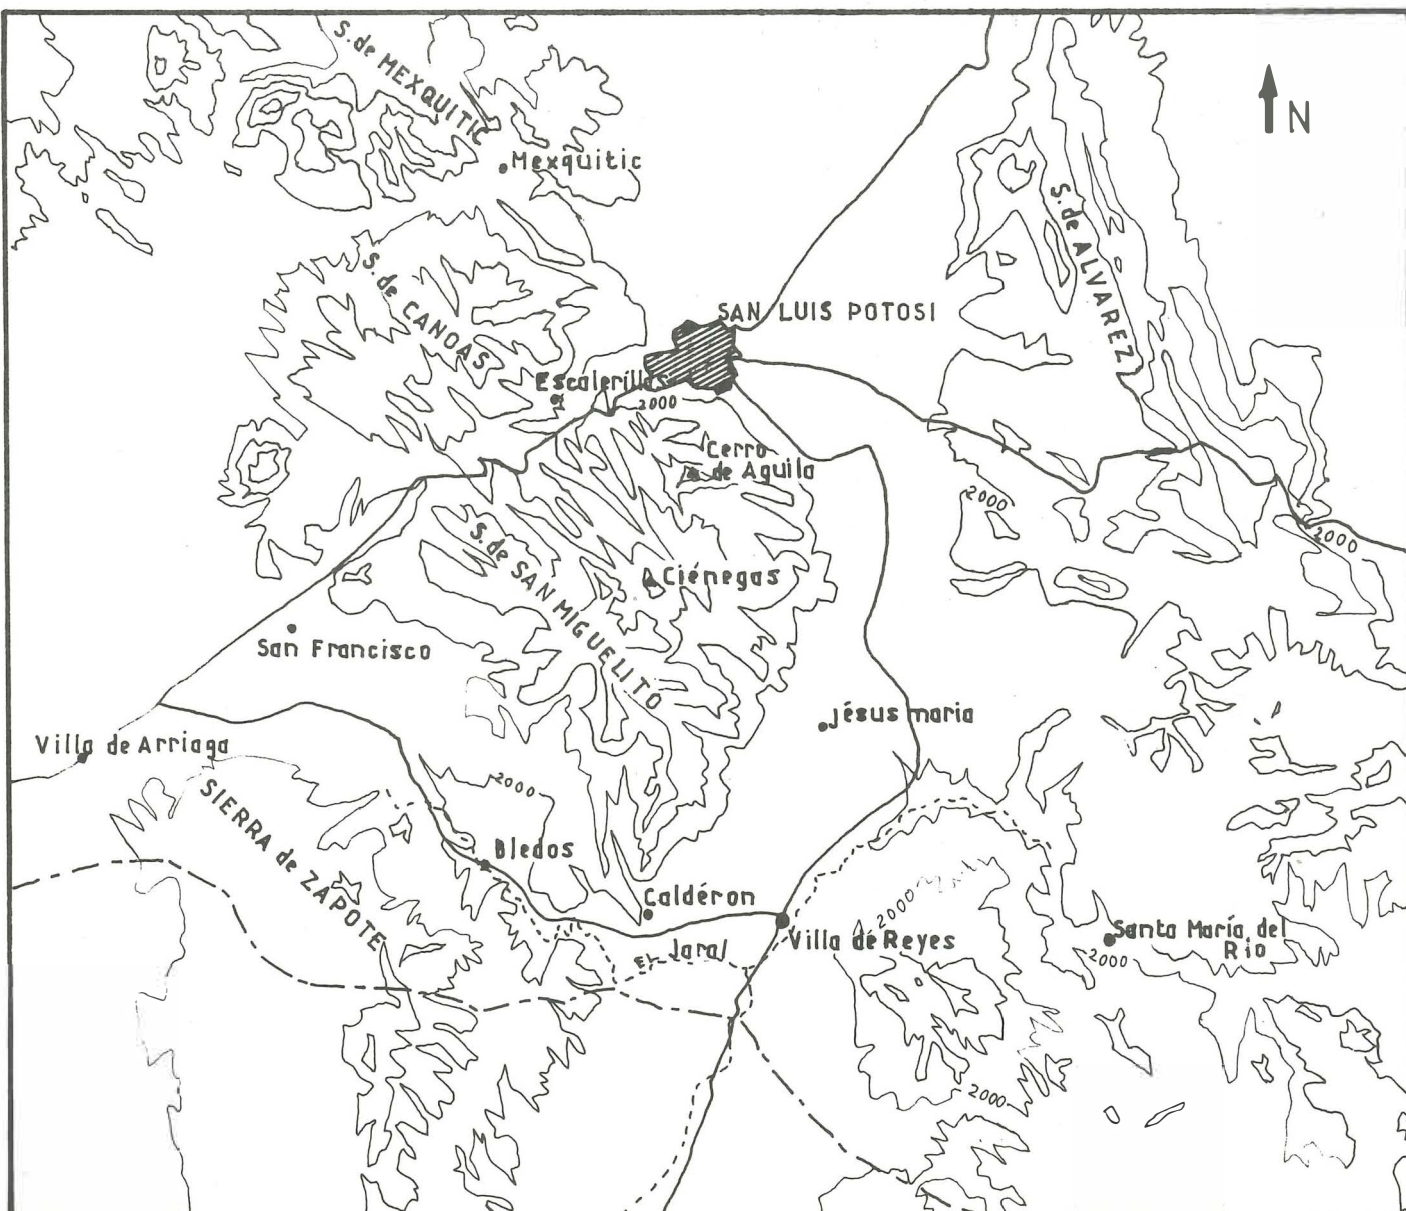 S. de MEXQUITIC
N
Mexquitic
S. de ALVAREZ
S. de CANOAS
SAN LUIS POTOSI
Escalerillas
2000
Cerro
de Aguila
2000
2000
S. de SAN MIGUELITO
Ciénegas
San Francisco
jésus maria
Villa de Arriaga
2000
SIERRA de ZAPOTE
Bledos
Caldéron
2000
Villa de Reyes
Santa María del
Río
EL Jaral
2000
2000